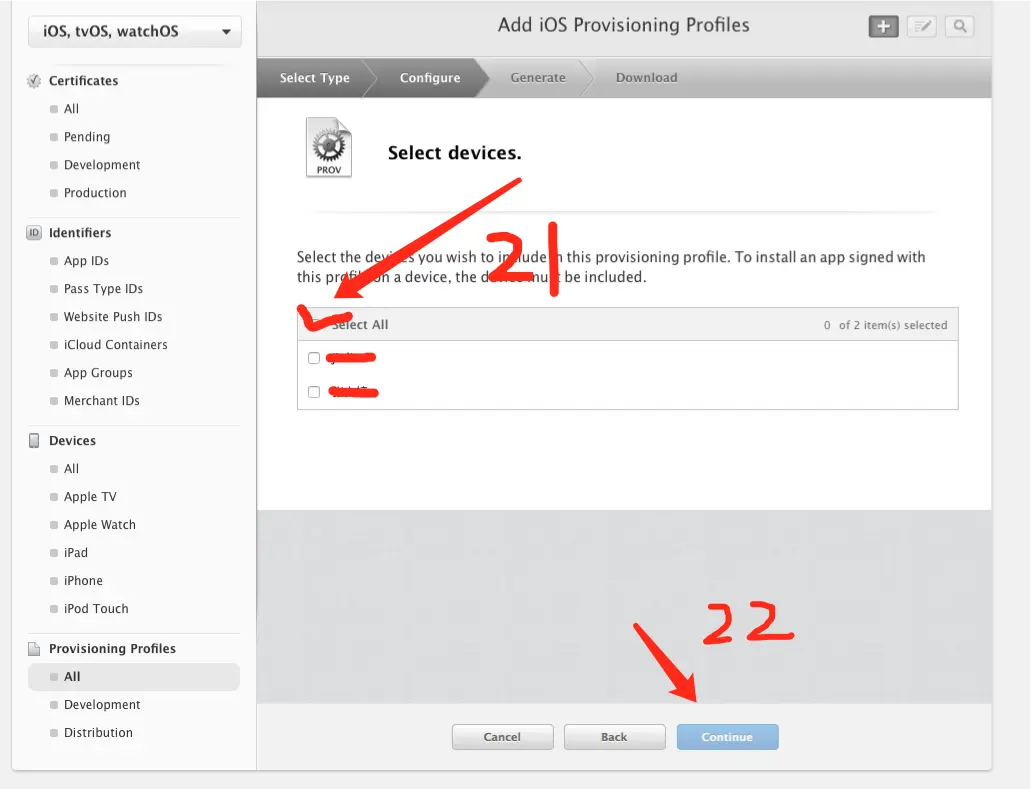 iOS, tvOS, watchOS
Certificates
All
Pending
Development
Production
ID Identifiers
App IDs
Pass Type IDs
Website Push IDs
iCloud Containers
App Groups
Merchant IDs
Devices
All
Apple TV
Apple Watch
iPad
iPhone
iPod Touch
Provisioning Profiles
All
Development
Distribution
Add iOS Provisioning Profiles
Select Type Configure Generate Download
PROV
Select devices.
21
Select the devices you wish to include in this provisioning profile. To install an app signed with
this profile on a device, the device must be included.
Select All 0 of 2 item(s) selected
22
Cancel Back Continue